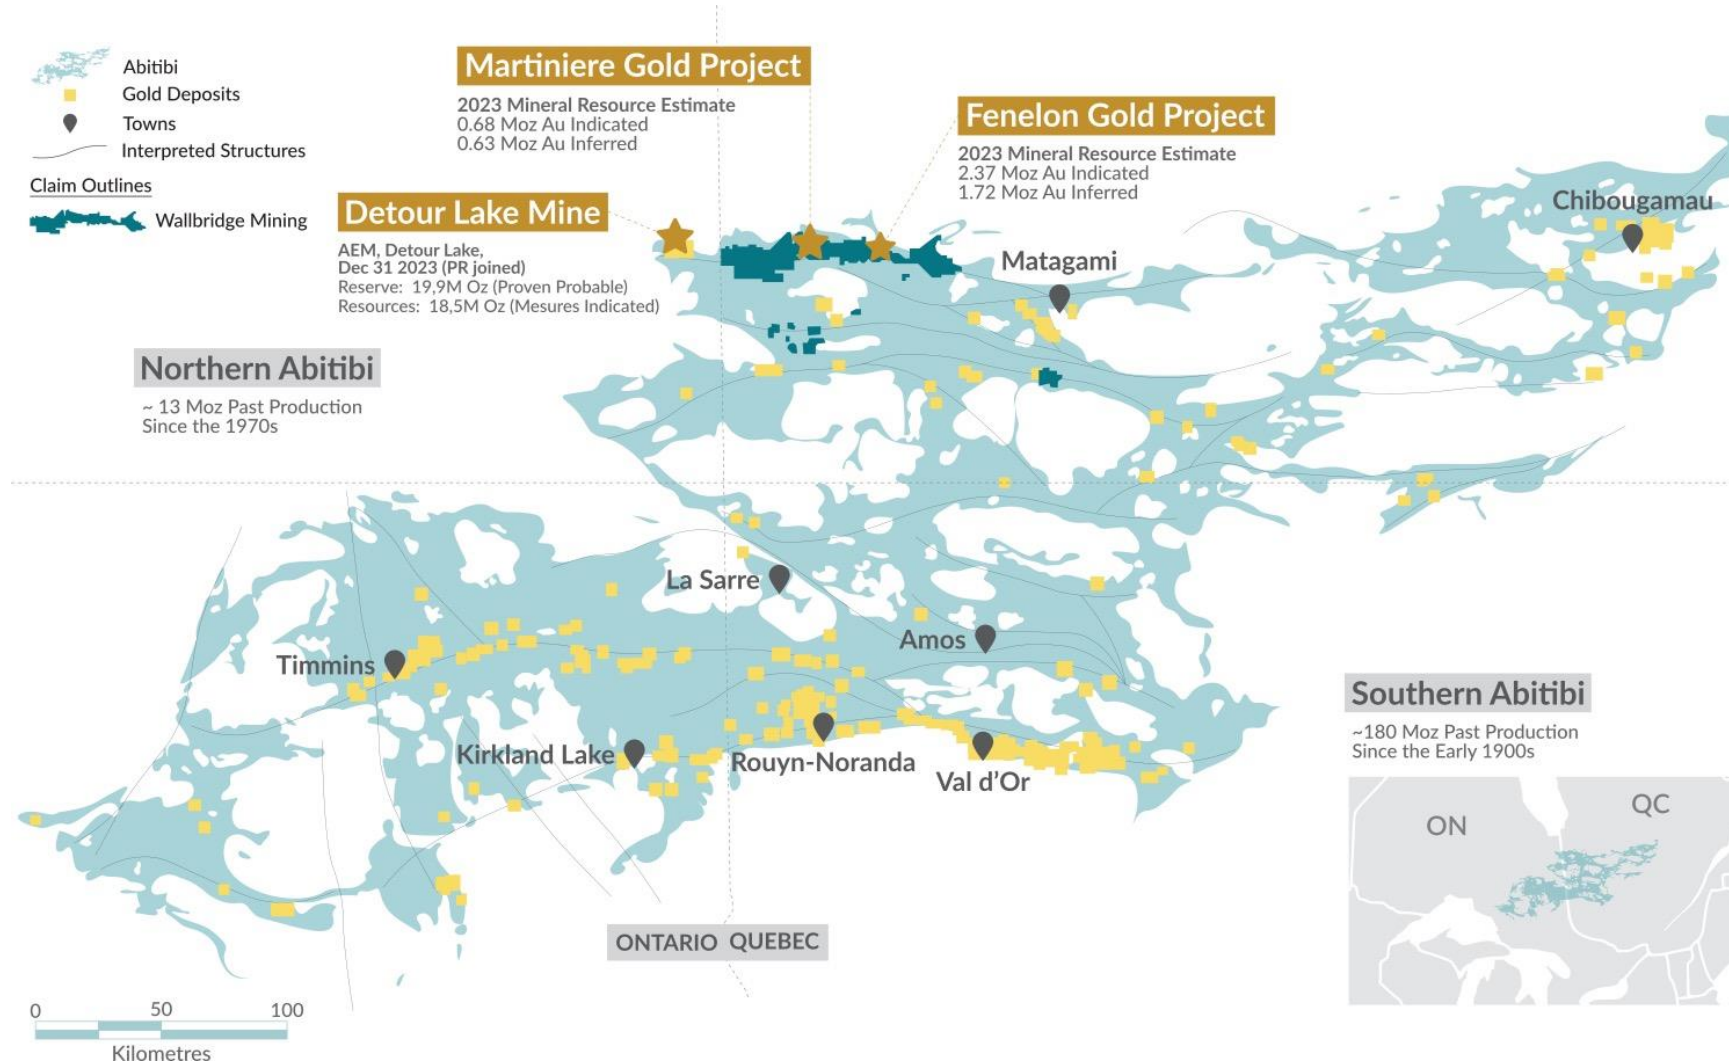 Abitibi
Gold Deposits
Towns
Interpreted Structures
Claim Outlines
Wallbridge Mining
Martiniere Gold Project
2023 Mineral Resource Estimate
0.68 Moz Au Indicated
0.63 Moz Au Inferred
Fenelon Gold Project
2023 Mineral Resource Estimate
2.37 Moz Au Indicated
1.72 Moz Au Inferred
Detour Lake Mine
AEM, Detour Lake,
Dec 31 2023 (PR joined)
Reserve: 19,9M Oz (Proven Probable)
Resources: 18,5M Oz (Mesures Indicated)
Chibougamau
Matagami
Northern Abitibi
~ 13 Moz Past Production
Since the 1970s
La Sarre
Amos
Timmins
Kirkland Lake
Rouyn-Noranda
Val d’Or
Southern Abitibi
~180 Moz Past Production
Since the Early 1900s
ON
QC
ONTARIO QUEBEC
0 50 100
Kilometres